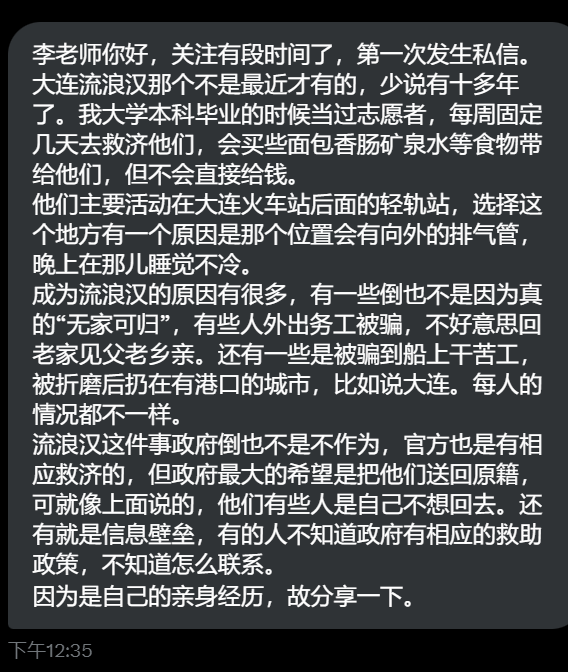 李老师你好，关注有段时间了，第一次发生私信。
大连流浪汉那个不是最近才有的，少说有十多年
了。我大学本科毕业的时候当过志愿者，每周固定
几天去救济他们，会买些面包香肠矿泉水等食物带
给他们，但不会直接给钱。
他们主要活动在大连火车站后面的轻轨站，选择这
个地方有一个原因是那个位置会有向外的排气管，
晚上在那儿睡觉不冷。
成为流浪汉的原因有很多，有一些倒也不是因为真
的“无家可归”，有些人外出务工被骗，不好意思回
老家见父老乡亲。还有一些是被骗到船上干苦工，
被折磨后扔在有港口的城市，比如说大连。每人的
情况都不一样。
流浪汉这件事政府倒也不是不作为，官方也是有相
应救济的，但政府最大的希望是把他们送回原籍，
可就像上面说的，他们有些人是自己不想回去。还
有就是信息壁垒，有的人不知道政府有相应的救助
政策，不知道怎么联系。
因为是自己的亲身经历，故分享一下。
下午12:35